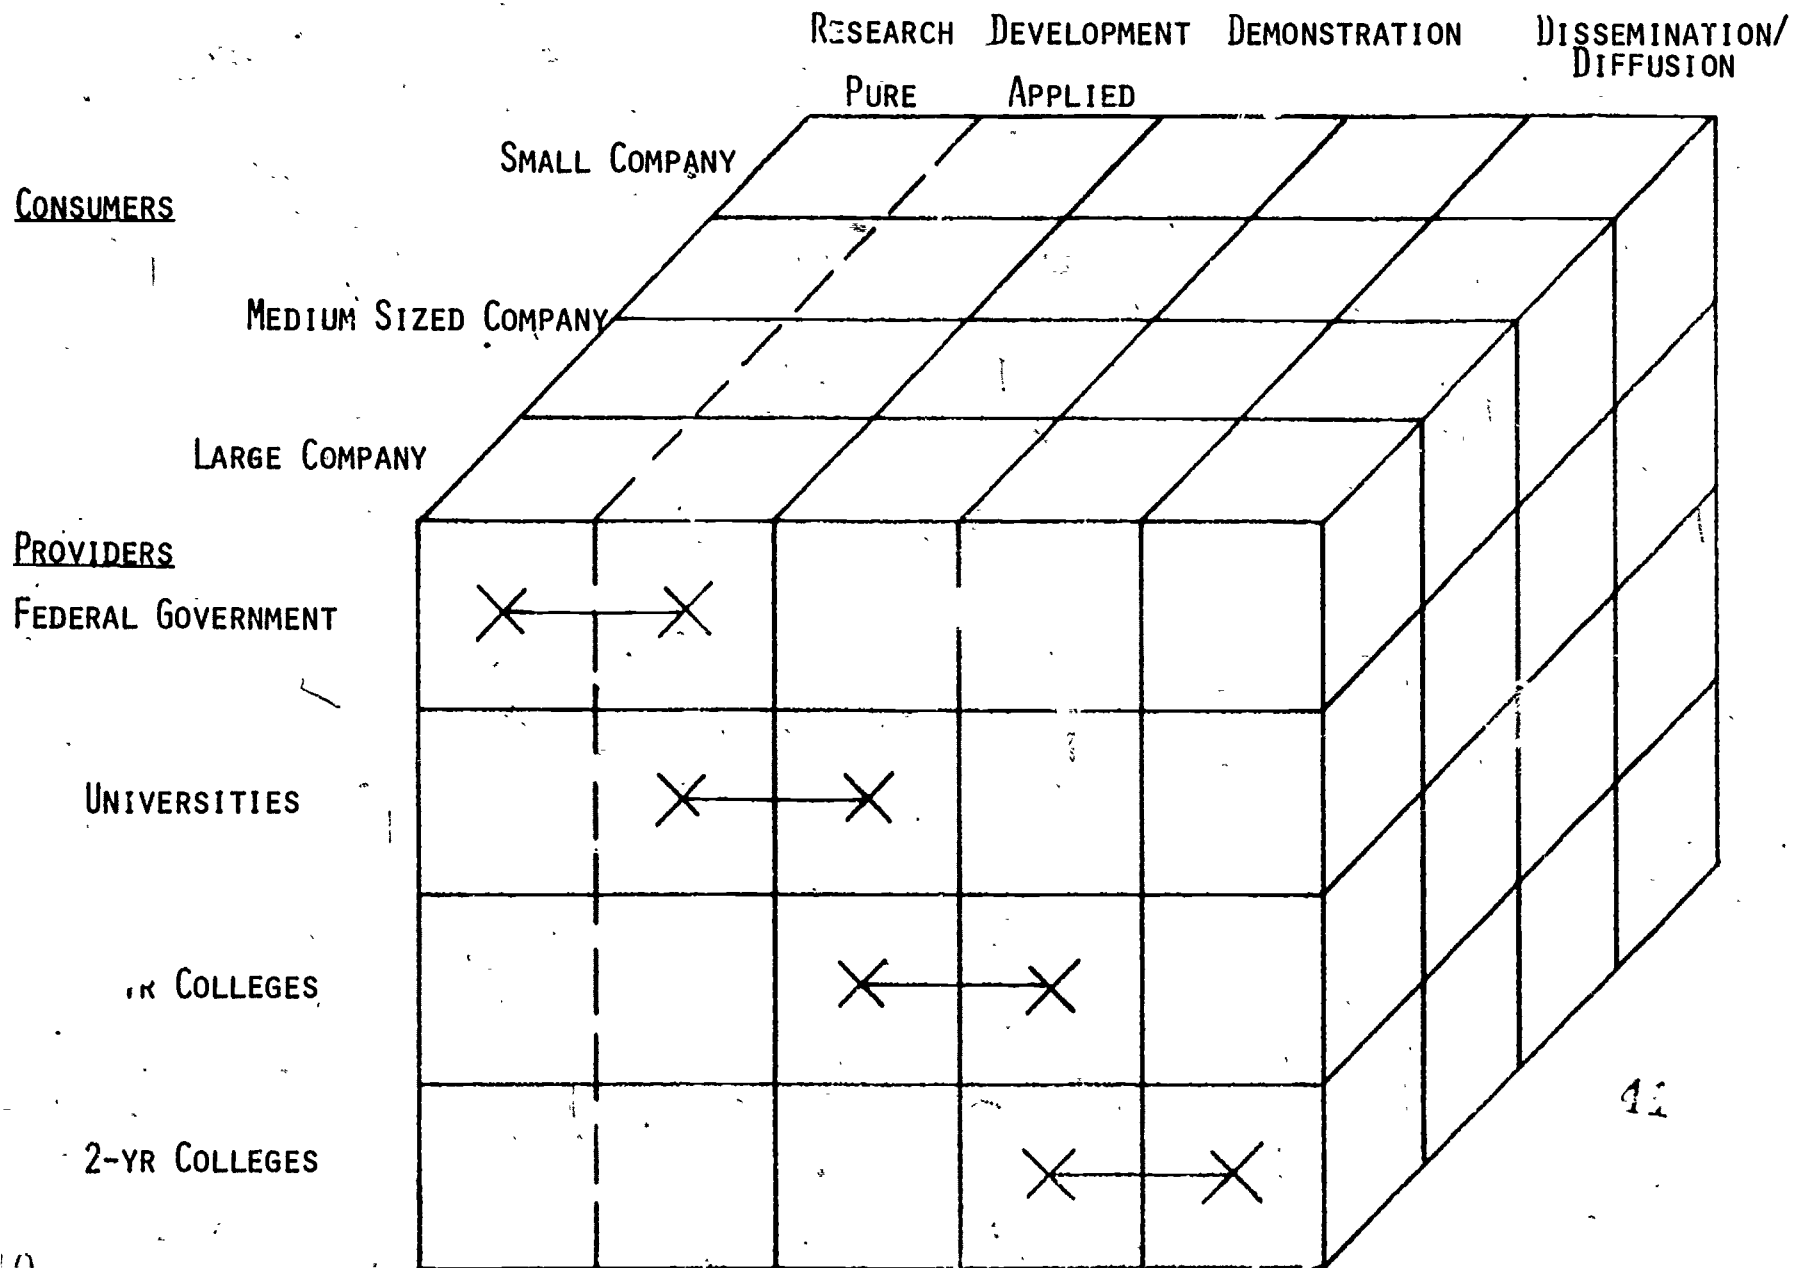 RESEARCH DEVELOPMENT DEMONSTRATION DISSEMINATION/
DIFFUSION
PURE APPLIED
SMALL COMPANY
CONSUMERS
MEDIUM SIZED COMPANY
LARGE COMPANY
PROVIDERS
FEDERAL GOVERNMENT
UNIVERSITIES
COLLEGES
2-YR COLLEGES